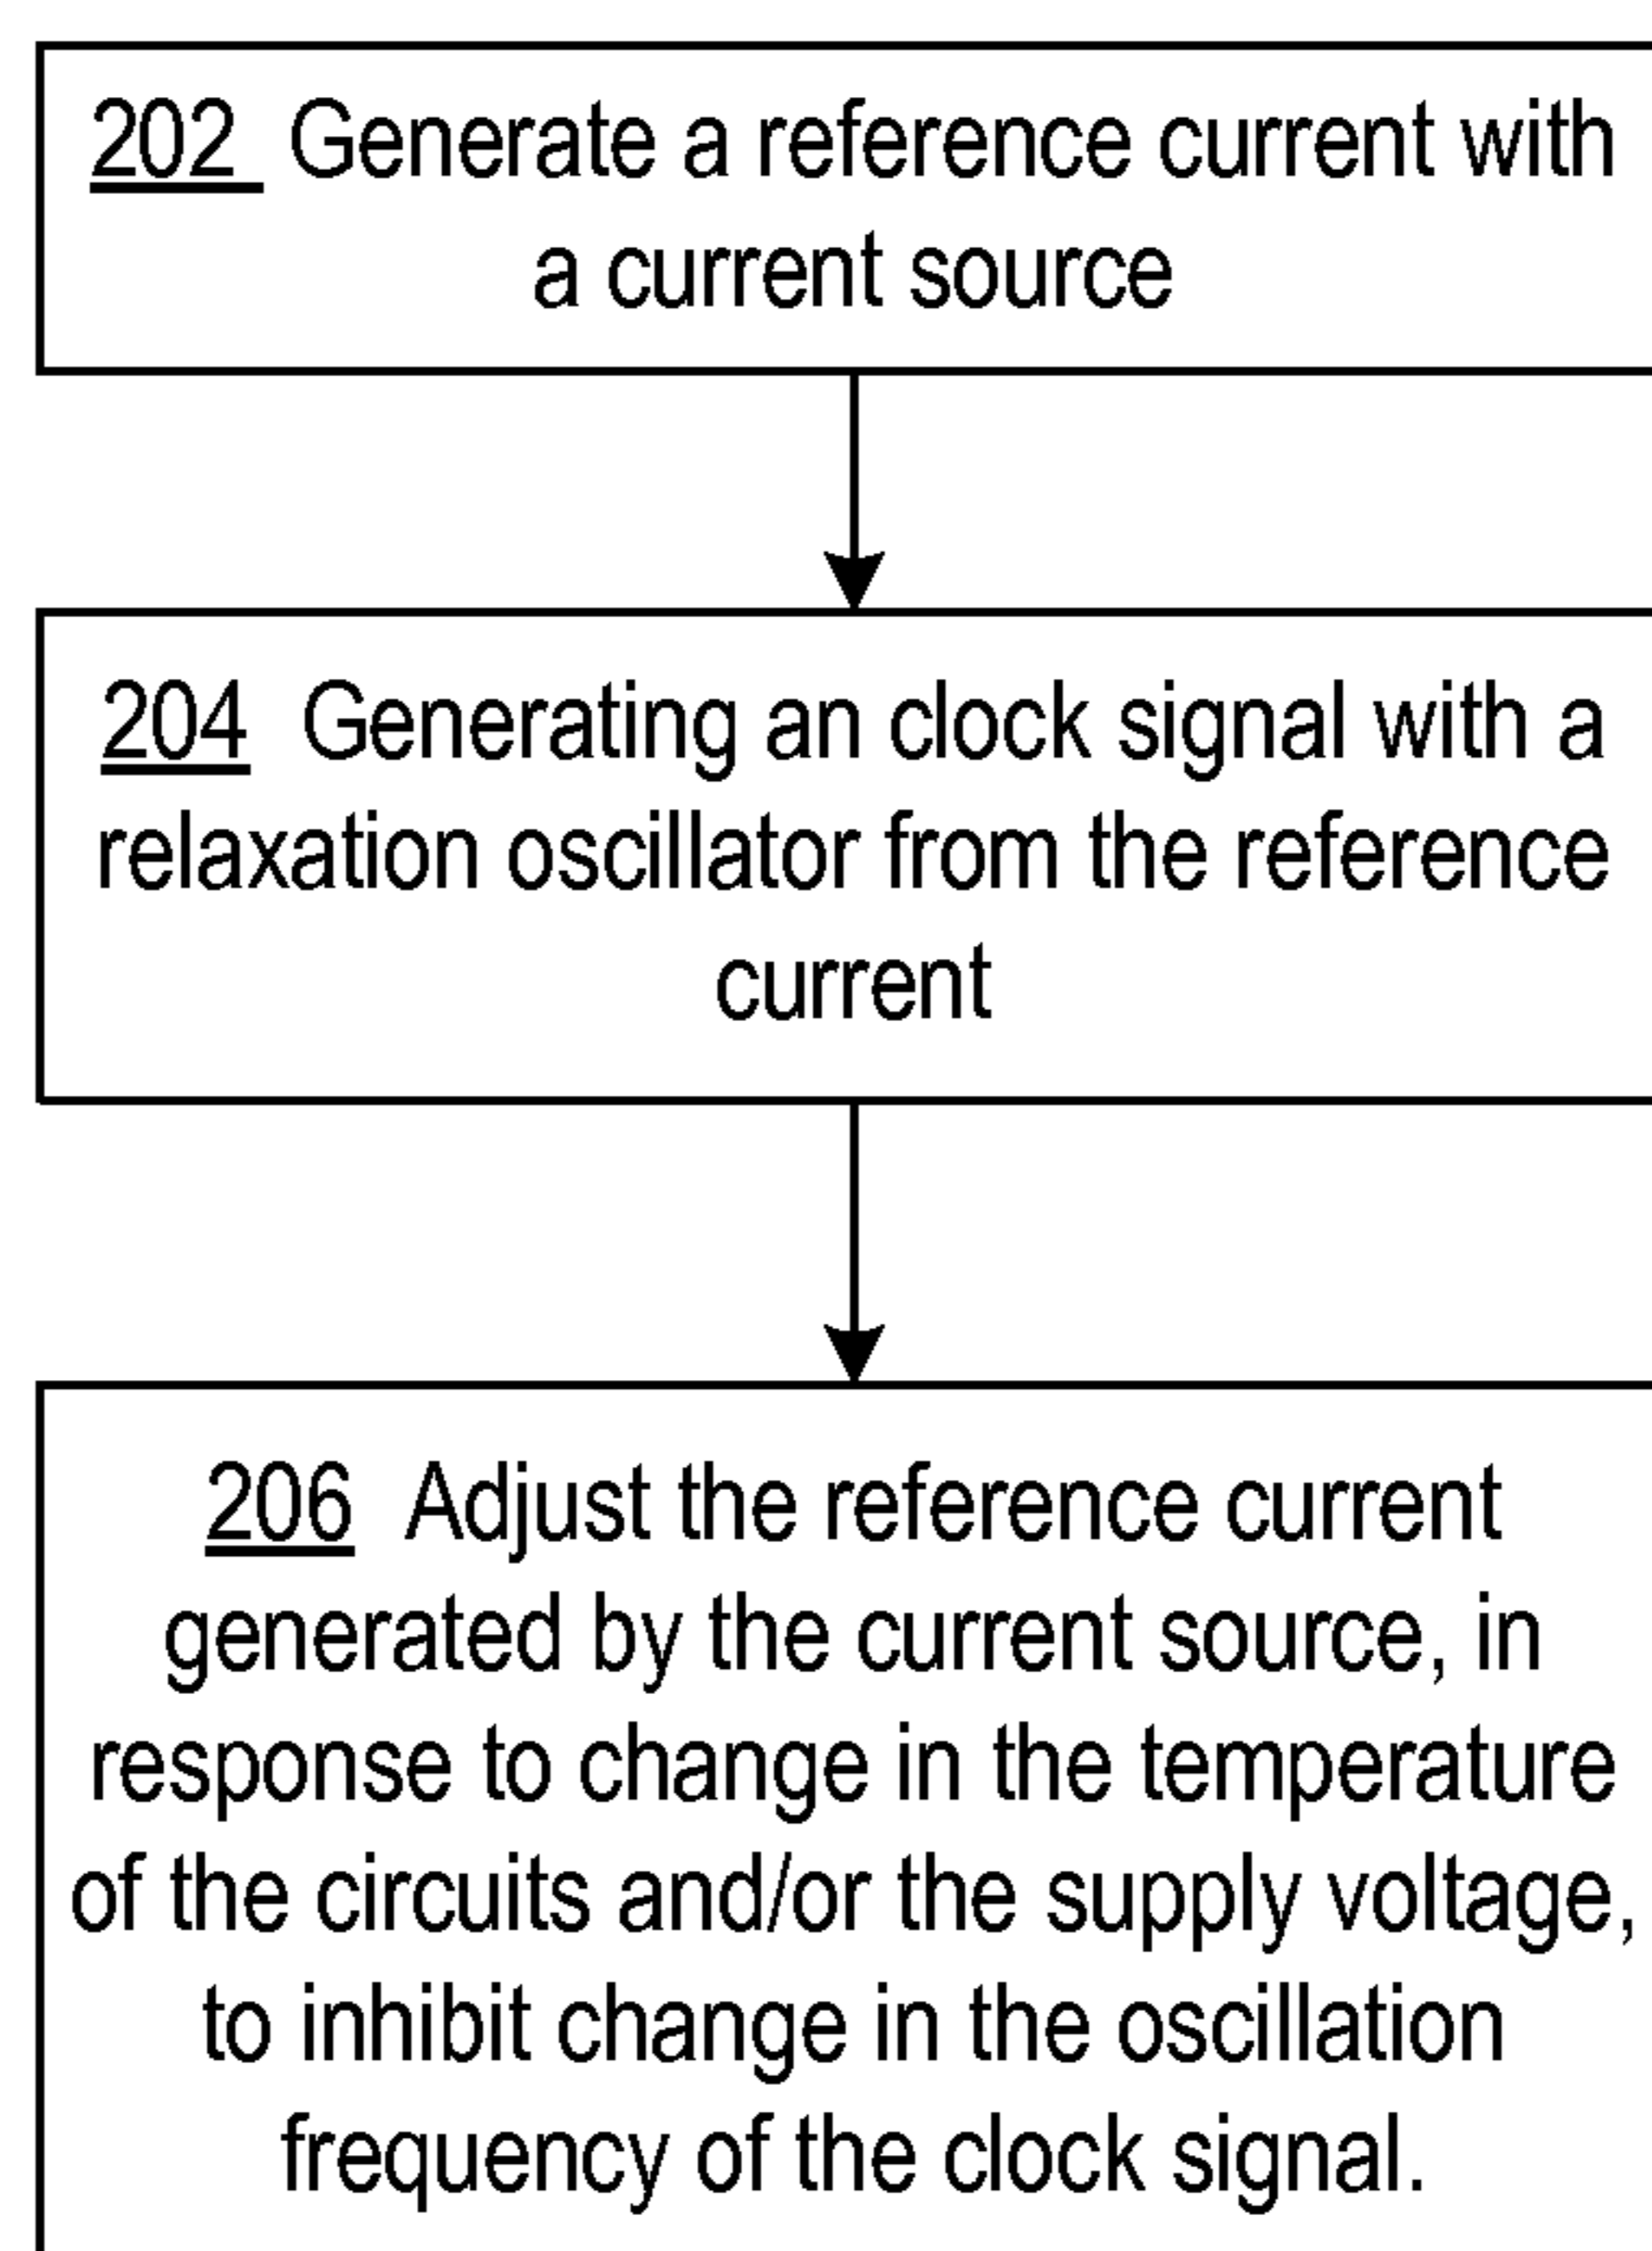 202 Generate a reference current with
a current source
204 Generating an clock signal with a
relaxation oscillator from the reference
current
206 Adjust the reference current
generated by the current source, in
response to change in the temperature
of the circuits and/or the supply voltage,
to inhibit change in the oscillation
frequency of the clock signal.